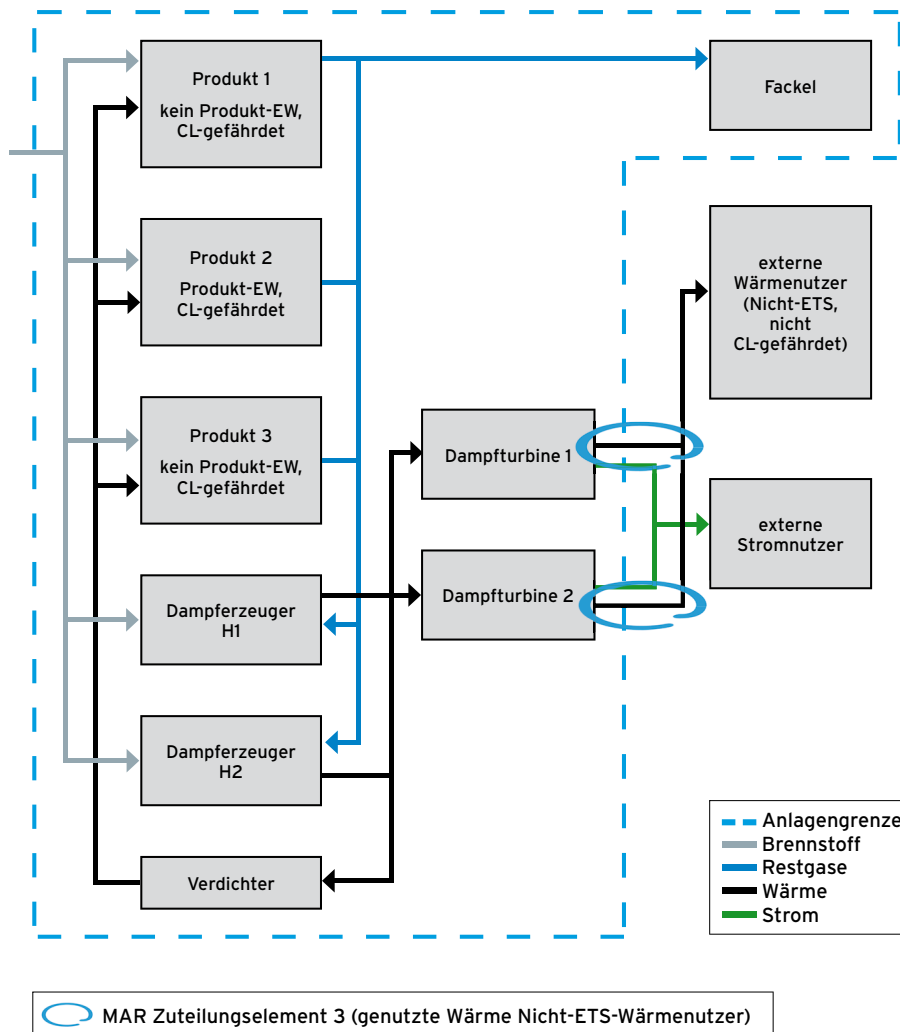 Produkt 1
kein Produkt-EW,
CL-gefährdet
Fackel
Produkt 2
Produkt-EW,
CL-gefährdet
externe
Wärmenutzer
(Nicht-ETS,
nicht
CL-gefährdet)
Produkt 3
kein Produkt-EW,
CL-gefährdet
Dampfturbine 1
externe
Stromnutzer
Dampfturbine 2
Dampferzeuger
H1
Dampferzeuger
H2
Verdichter
Anlagengrenze
Brennstoff
Restgase
Wärme
Strom
MAR Zuteilungselement 3 (genutzte Wärme Nicht-ETS-Wärmenutzer)